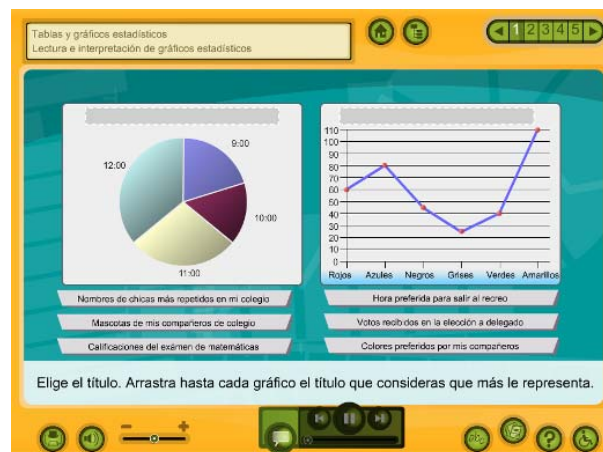 Tablas y gráficos estadísticos
Lectura e interpretación de gráficos estadísticos
1 2 3 4 5
9:00
10:00
11:00
12:00
110
100
90
80
70
60
50
40
30
20
10
0
Rojos Azules Negros Grises Verdes Amarillos
Nombres de chicas más repetidos en mi colegio
Mascotas de mis compañeros de colegio
Calificaciones del exámen de matemáticas
Hora preferida para salir al recreo
Votos recibidos en la elección a delegado
Colores preferidos por mis compañeros
Elige el título. Arrastra hasta cada gráfico el título que consideras que más le representa.
- +
abc
?